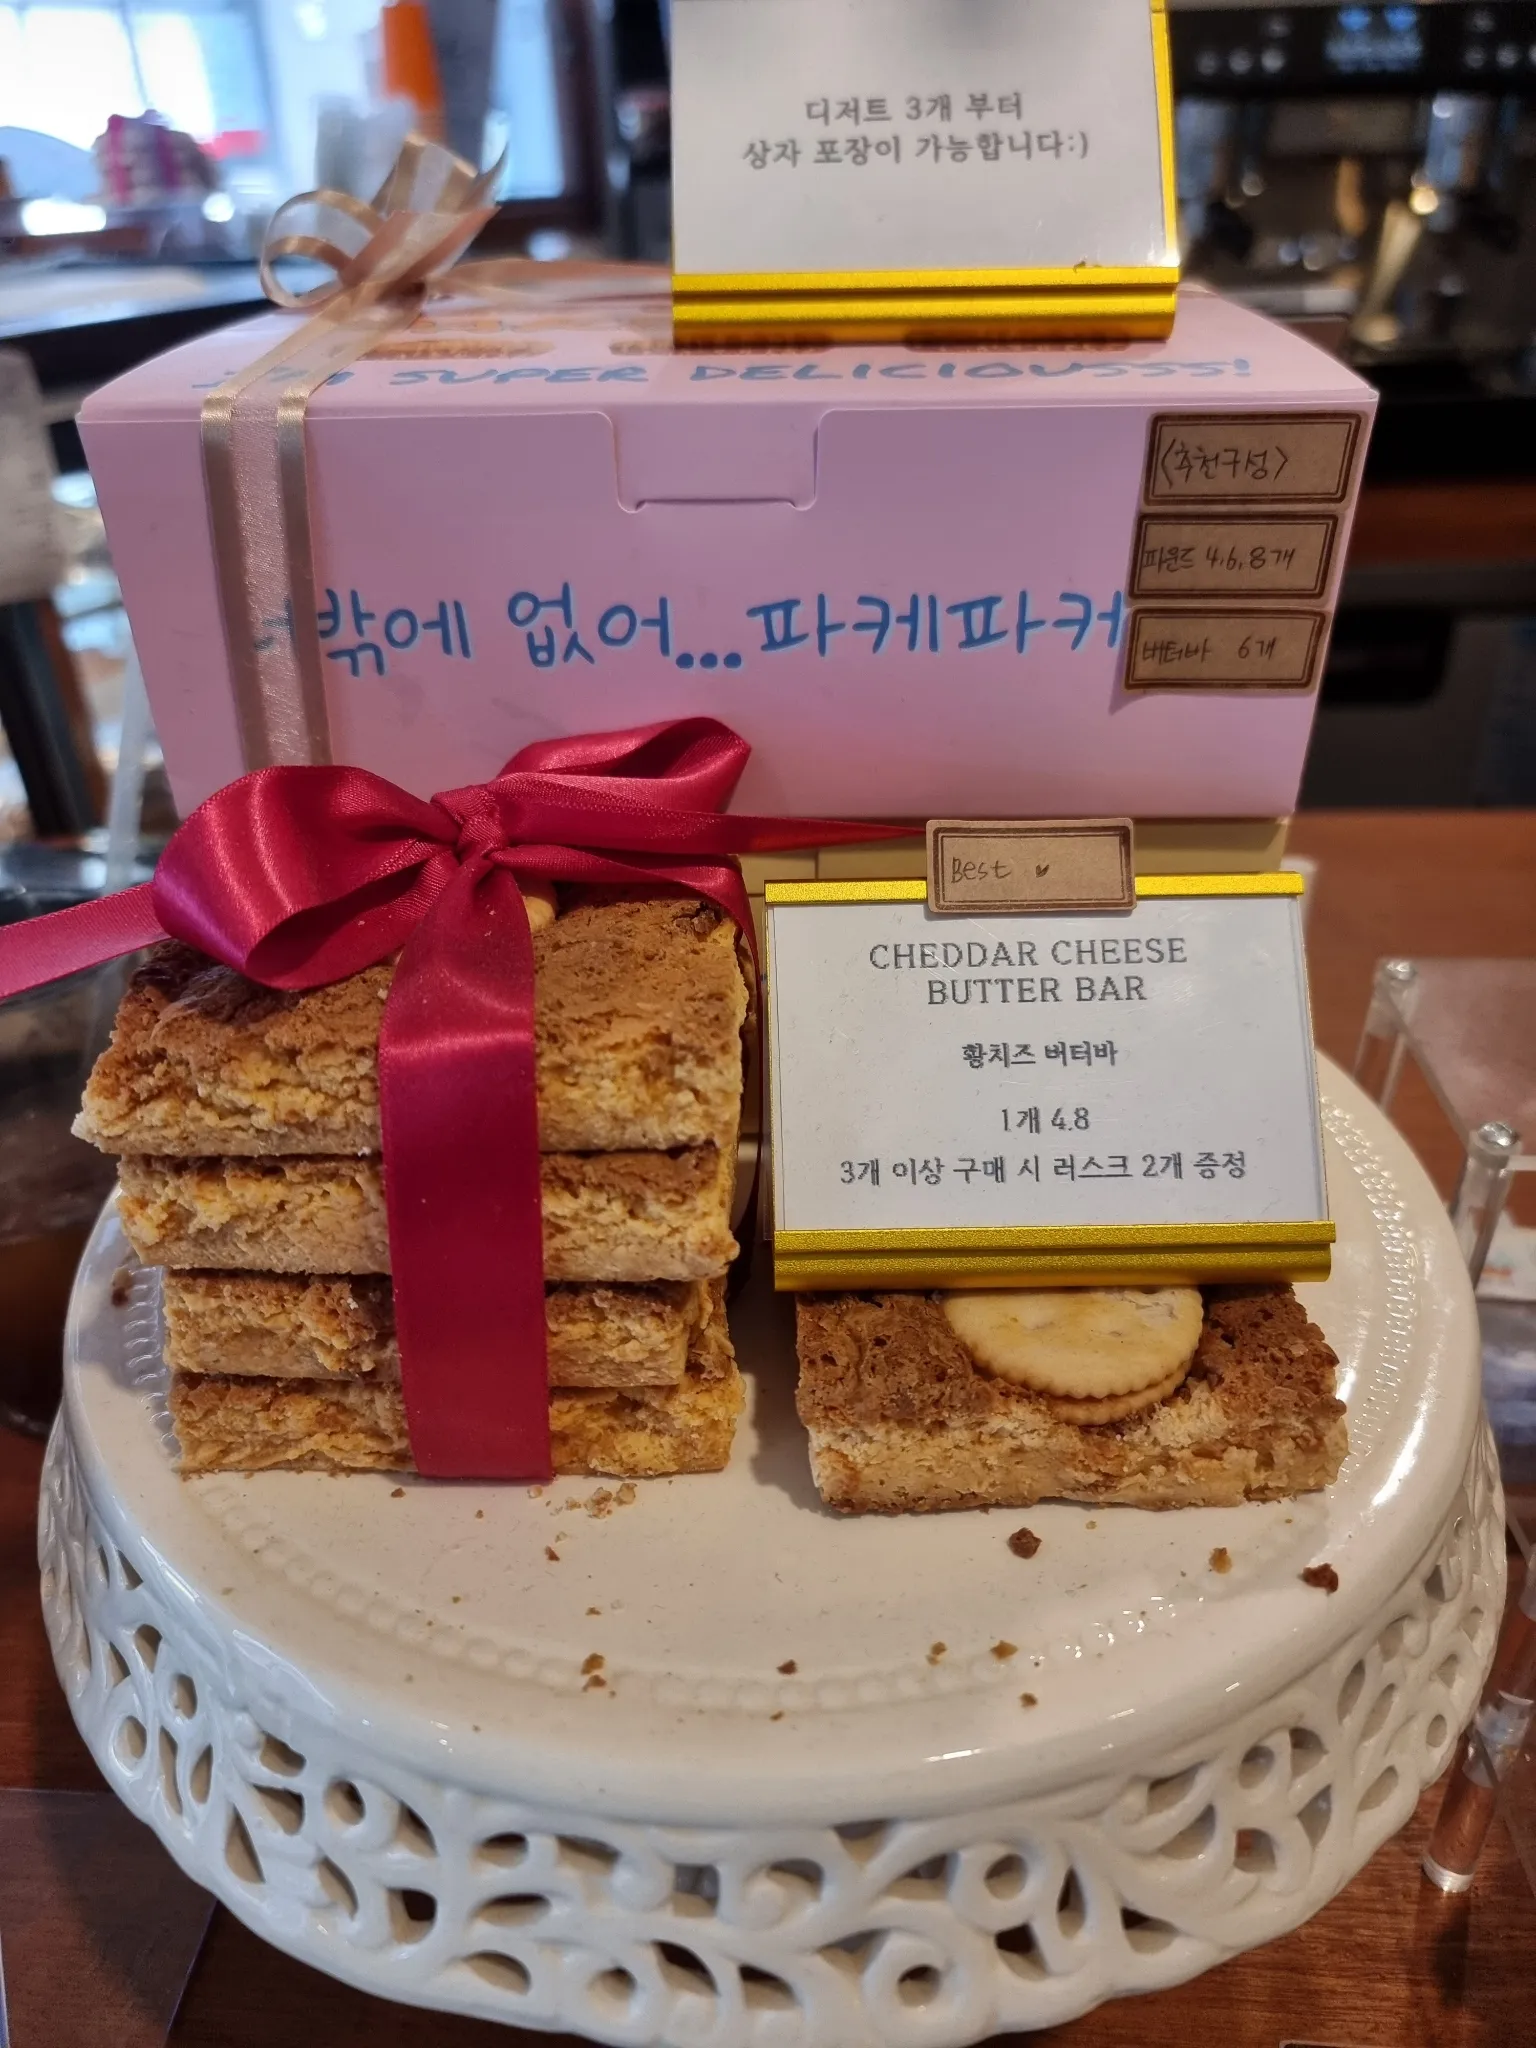 디저트 3개 부터
상자 포장이 가능합니다:)
SUPER DELICIOUSSS!
<추천구성>
파운드 4,6,8개
버터바 6개
밖에 없어...파케파케
Best
CHEDDAR CHEESE
BUTTER BAR
황치즈 버터바
1개 4.8
3개 이상 구매 시 러스크 2개 증정